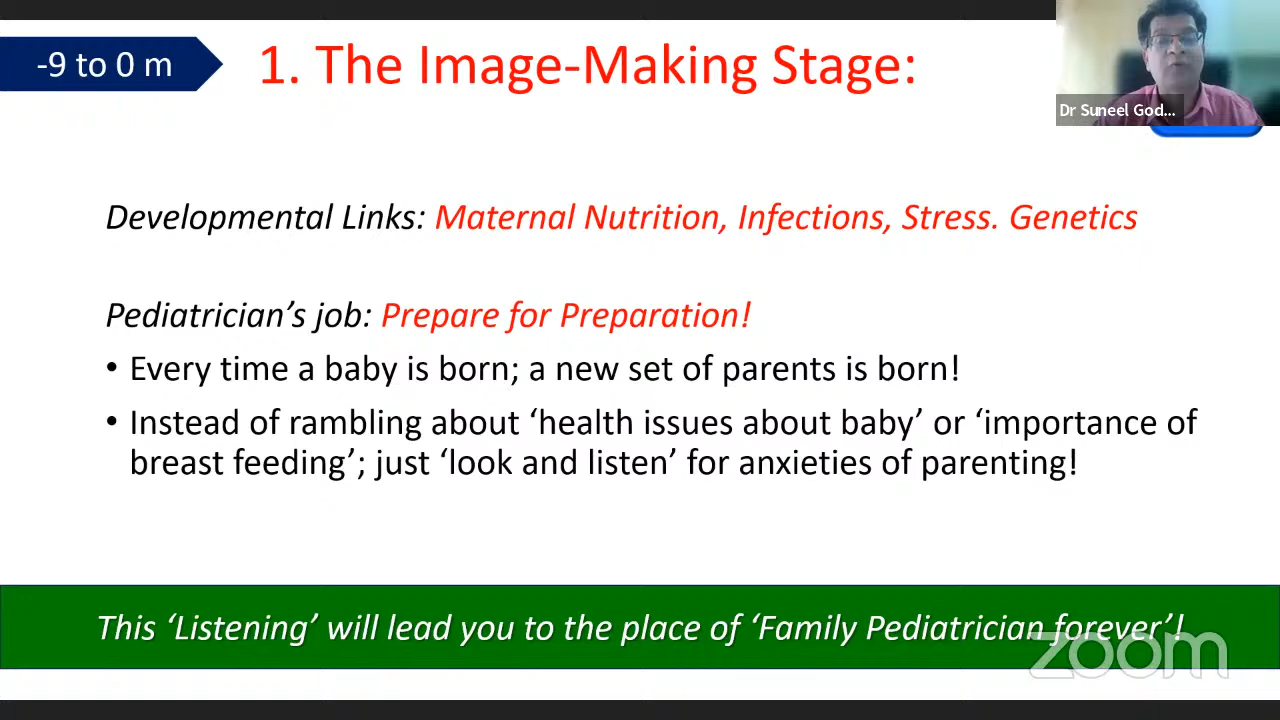 -9 to 0 m
1. The Image-Making Stage:
Dr Suneel God...
Developmental Links: Maternal Nutrition, Infections, Stress. Genetics
Pediatrician’s job: Prepare for Preparation!
• Every time a baby is born; a new set of parents is born!
• Instead of rambling about ‘health issues about baby’ or ‘importance of
breast feeding’; just ‘look and listen’ for anxieties of parenting!
This ‘Listening’ will lead you to the place of ‘Family Pediatrician forever’!
zoom